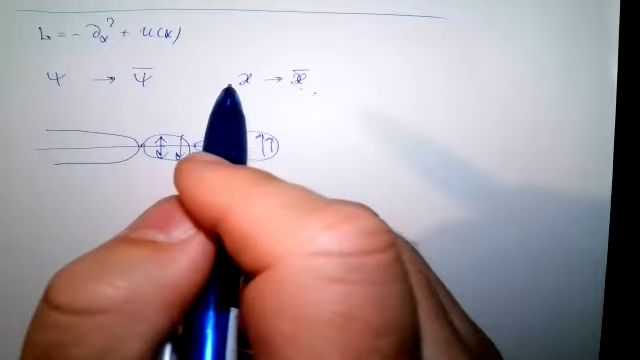 L = - ∂ₓ² + u(x)
ψ → ψ̅ x → x̅